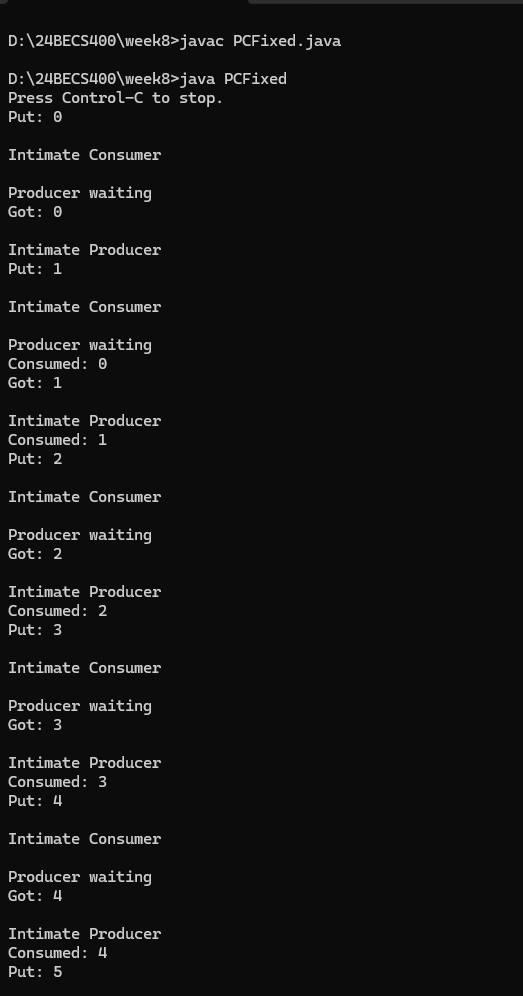 D:\24BECS400\week8>javac PCFixed.java
D:\24BECS400\week8>java PCFixed
Press Control-C to stop.
Put: 0
Intimate Consumer
Producer waiting
Got: 0
Intimate Producer
Put: 1
Intimate Consumer
Producer waiting
Consumed: 0
Got: 1
Intimate Producer
Consumed: 1
Put: 2
Intimate Consumer
Producer waiting
Got: 2
Intimate Producer
Consumed: 2
Put: 3
Intimate Consumer
Producer waiting
Got: 3
Intimate Producer
Consumed: 3
Put: 4
Intimate Consumer
Producer waiting
Got: 4
Intimate Producer
Consumed: 4
Put: 5